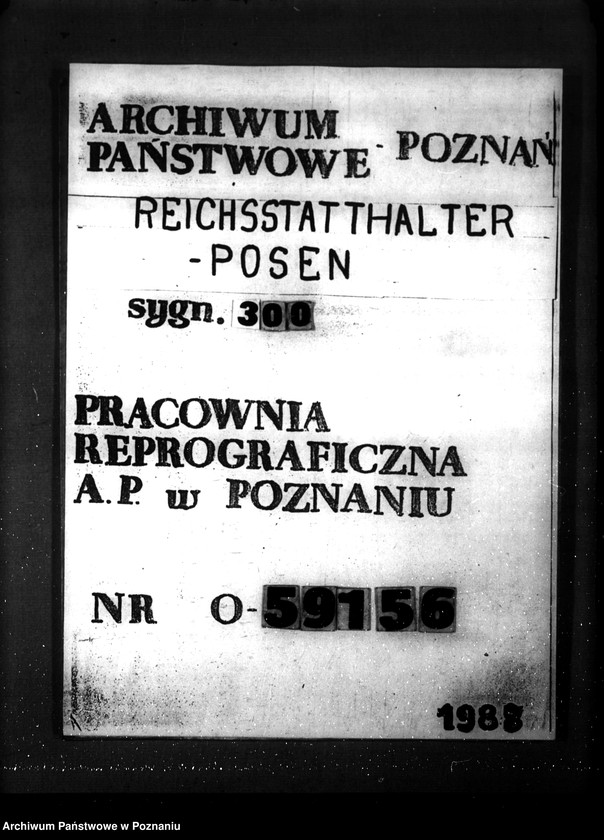 ARCHIWUM
PAŃSTWOWE - POZNAŃ
REICHSSTATTHALTER
-POSEN
sygn. 300
PRACOWNIA
REPROGRAFICZNA
A.P. w POZNANIU
NR O-59156
1988
Archiwum Państwowe w Poznaniu